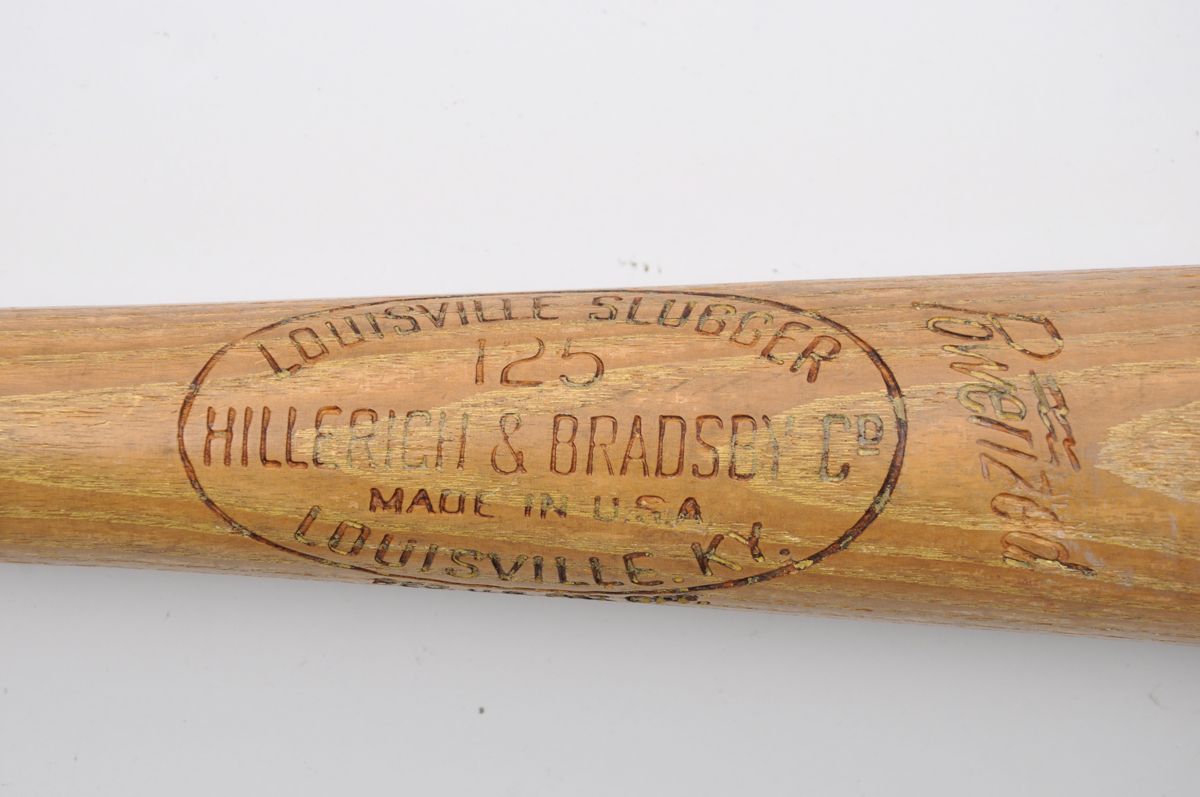 LOUISVILLE SLUGGER
125
HILLERICH & BRADSBY Co
MADE IN U.S.A
LOUISVILLE. KY.
Powerized